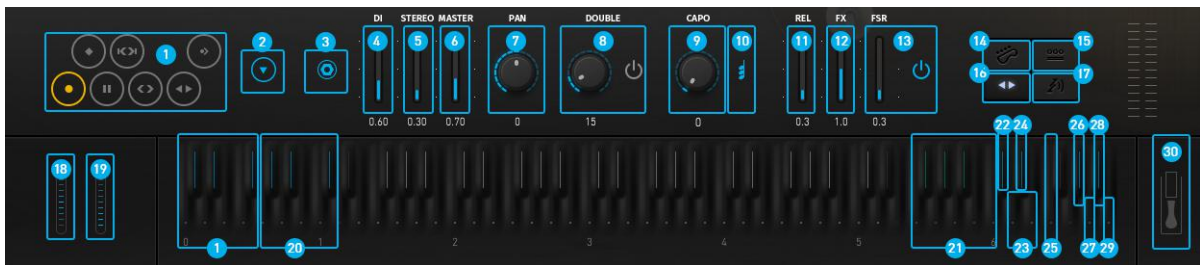 DI STEREO MASTER PAN DOUBLE CAPO REL FX FSR
1 2 3 4 5 6 7 8 9 10 11 12 13 14 15
16 17
0.60 0.30 0.70 0 15 0 0.3 1.0 0.3
18 19 22 24 26 28 30
0 1 2 3 4 5 6
1 20 21 23 25 27 29